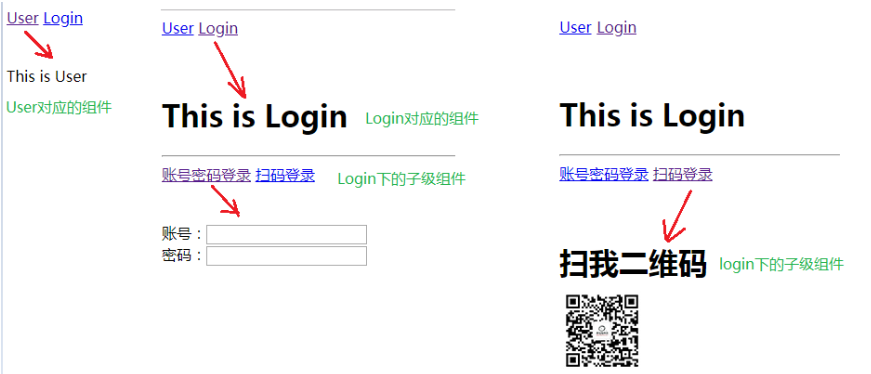 User Login
This is User
User对应的组件
User Login
This is Login
Login对应的组件
账号密码登录 扫码登录
Login下的子级组件
账号：
密码：
User Login
This is Login
账号密码登录 扫码登录
扫我二维码
login下的子级组件